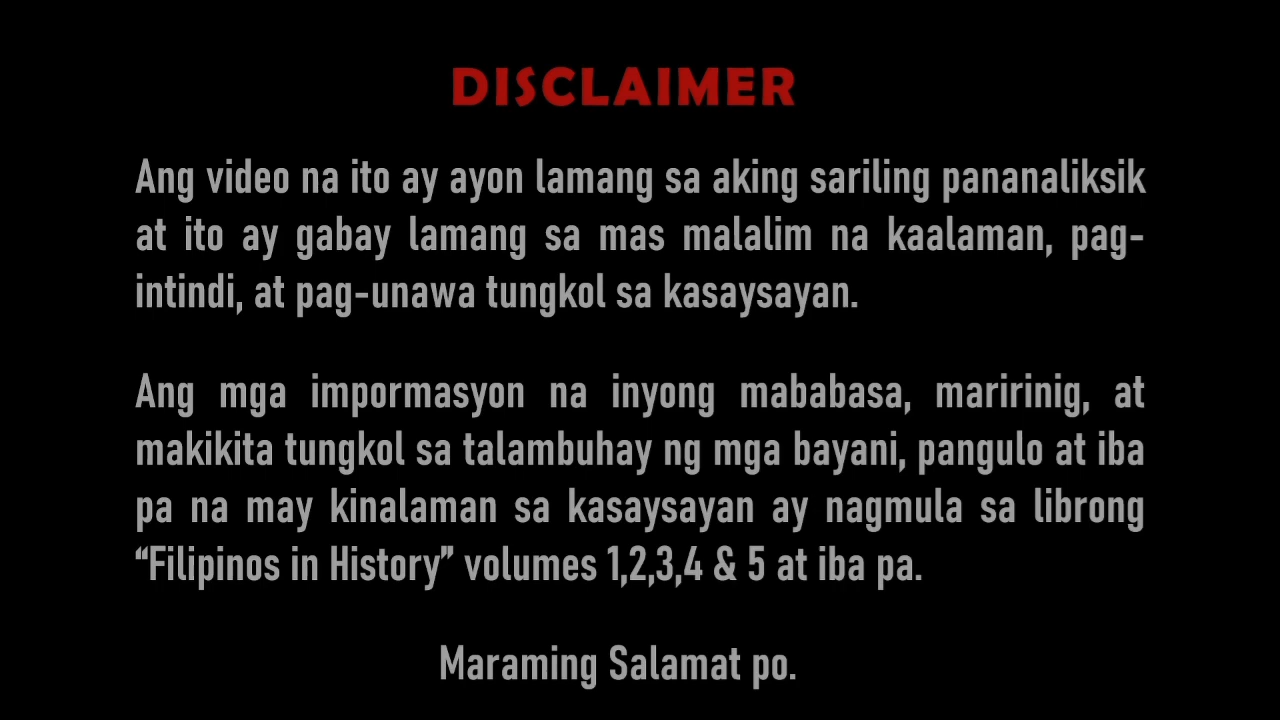 DISCLAIMER
Ang video na ito ay ayon lamang sa aking sariling pananaliksik
at ito ay gabay lamang sa mas malalim na kaalaman, pag-
intindi, at pag-unawa tungkol sa kasaysayan.
Ang mga impormasyon na inyong mababasa, maririnig, at
makikita tungkol sa talambuhay ng mga bayani, pangulo at iba
pa na may kinalaman sa kasaysayan ay nagmula sa librong
“Filipinos in History” volumes 1,2,3,4 & 5 at iba pa.
Maraming Salamat po.